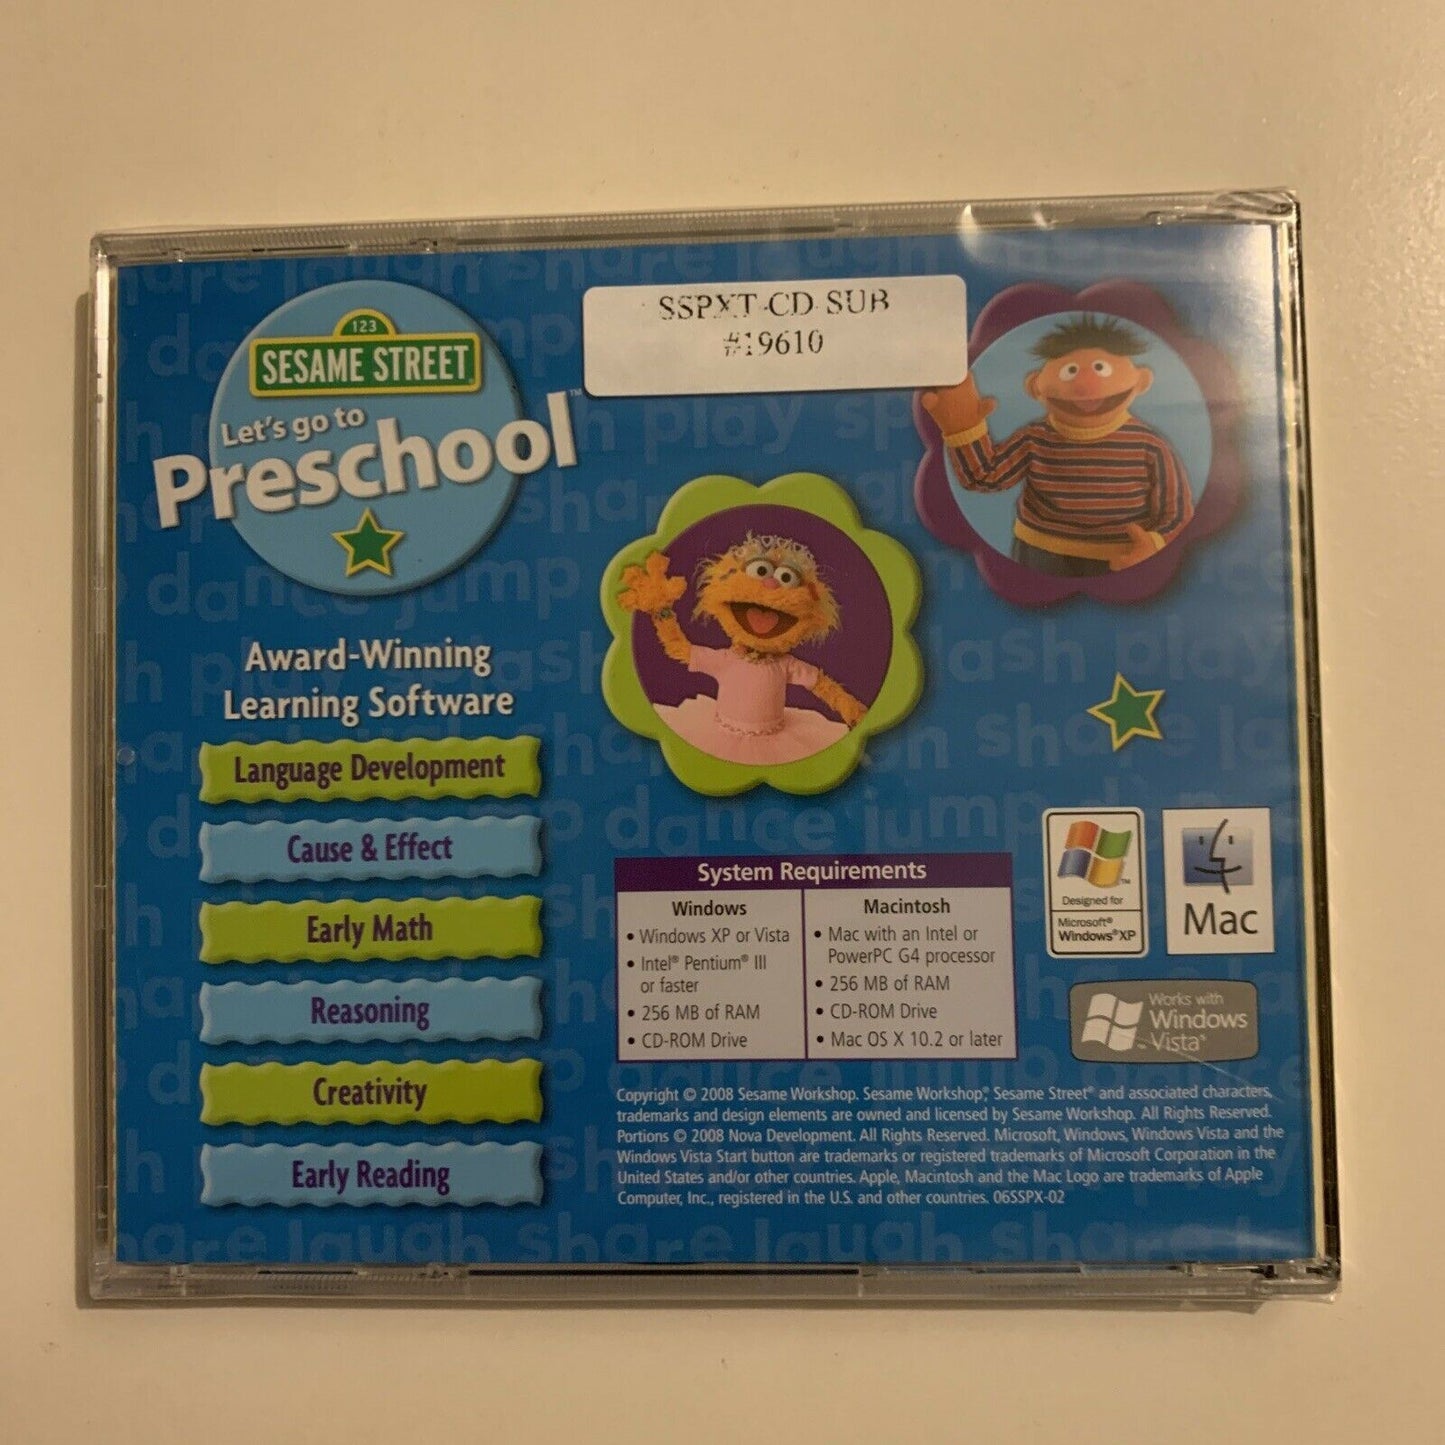 SSPXT-CD-SUB
#19610
123
SESAME STREET
Let's go to
Preschool™
Award-Winning
Learning Software
Language Development
Cause & Effect
Early Math
Reasoning
Creativity
Early Reading
System Requirements
Windows
• Windows XP or Vista
• Intel® Pentium® III
or faster
• 256 MB of RAM
• CD-ROM Drive
Macintosh
• Mac with an Intel or
PowerPC G4 processor
• 256 MB of RAM
• CD-ROM Drive
• Mac OS X 10.2 or later
Designed for
Microsoft®
Windows®XP
Mac
Works with
Windows
Vista™
Copyright © 2008 Sesame Workshop. Sesame Workshop®, Sesame Street® and associated characters,
trademarks and design elements are owned and licensed by Sesame Workshop. All Rights Reserved.
Portions © 2008 Nova Development. All Rights Reserved. Microsoft, Windows, Windows Vista and the
Windows Vista Start button are trademarks or registered trademarks of Microsoft Corporation in the
United States and/or other countries. Apple, Macintosh and the Mac Logo are trademarks of Apple
Computer, Inc., registered in the U.S. and other countries. 06SSPX-02